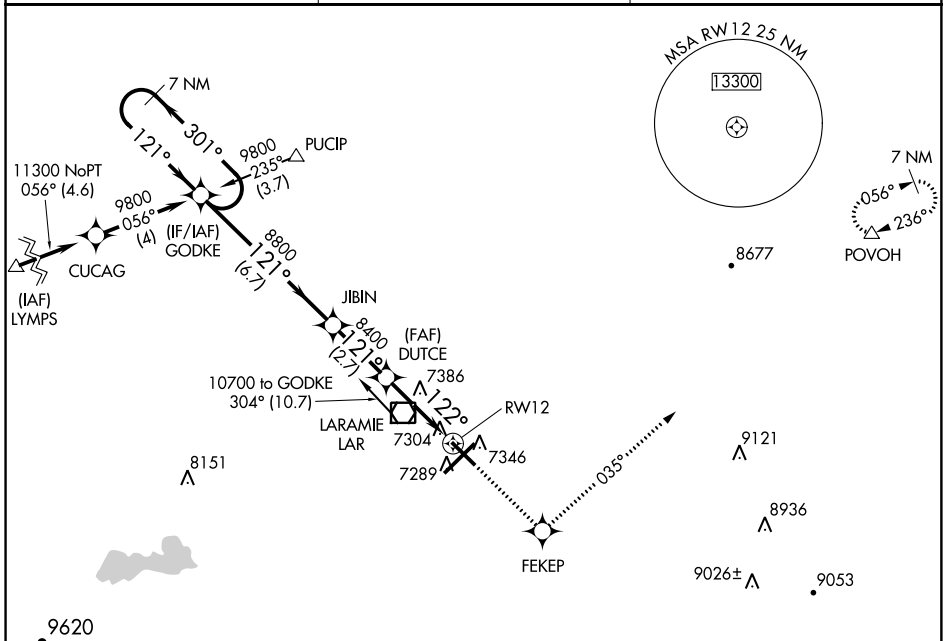 MSA RW12 25 NM
13300
7 NM
121°
301°
9800
235°
(3.7)
PUCIP
11300 NoPT
056° (4.6)
9800
056°
(4)
(IF/IAF)
GODKE
CUCAG
(IAF)
LYMPS
7 NM
056°
236°
POVOH
8677
8800
121°
(6.7)
JIBIN
8400
121°
(2.7)
(FAF)
DUTCE
7386
122°
10700 to GODKE
304° (10.7)
LARAMIE
LAR
RW12
7304
7346
7289
8151
035°
9121
8936
FEKEP
9026±
9053
9620